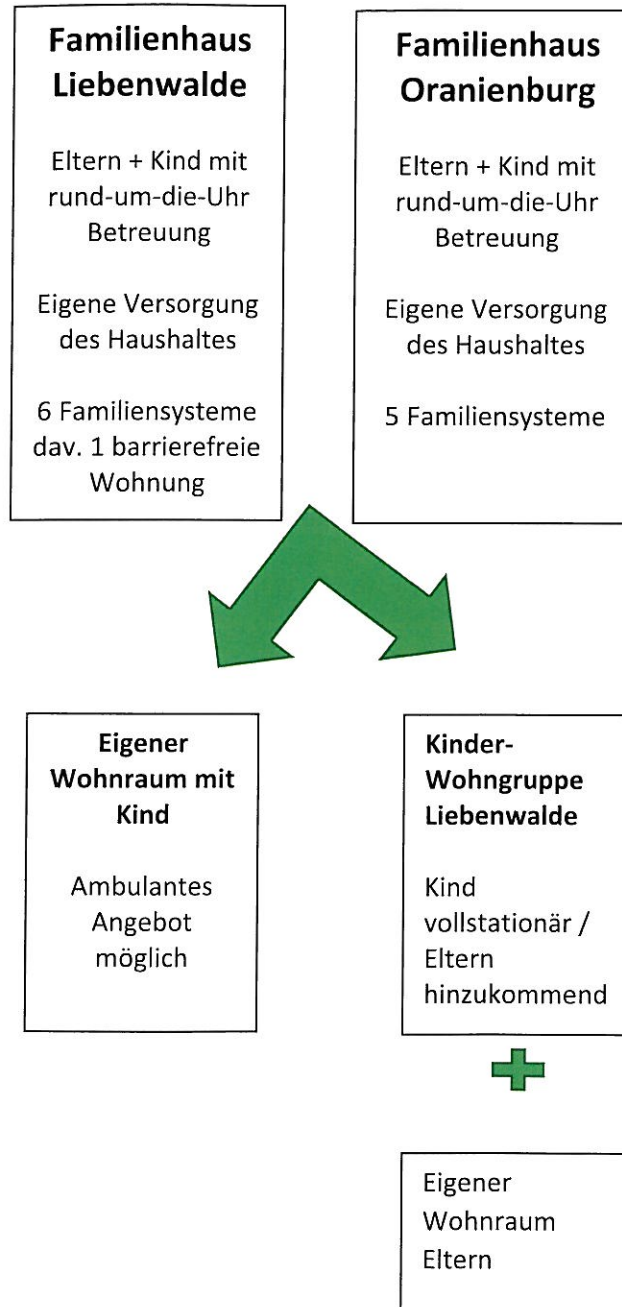 Familienhaus
Liebenwalde
Eltern + Kind mit
rund-um-die-Uhr
Betreuung
Eigene Versorgung
des Haushaltes
6 Familiensysteme
dav. 1 barrierefreie
Wohnung
Familienhaus
Oranienburg
Eltern + Kind mit
rund-um-die-Uhr
Betreuung
Eigene Versorgung
des Haushaltes
5 Familiensysteme
Eigener
Wohnraum mit
Kind
Ambulantes
Angebot
möglich
Kinder-
Wohngruppe
Liebenwalde
Kind
vollstationär /
Eltern
hinzukommend
Eigener
Wohnraum
Eltern